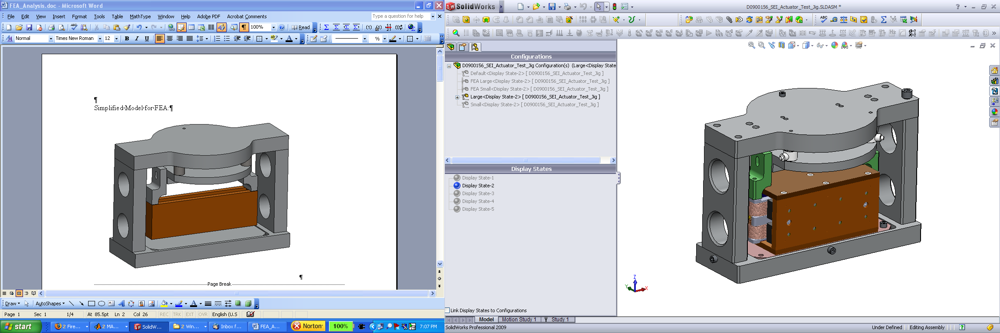 FEA_Analysis.doc - Microsoft Word
File Edit View Insert Format Tools Table MathType Window Help Adobe PDF Acrobat Comments
Type a question for help
100% Read
Normal Times New Roman 12 B I U
¶
Simplified·Model·for·FEA:¶
¶
Page Break
Draw AutoShapes
Page 1 Sec 1 1/4 At 85.5pt Ln 2 Col 26 REC TRK EXT OVR English (U.S
start 2 Fire... 2 MA... SolidW... 2 Win... Inbox f... FEA_A... Norton 100% 7:07 PM
SolidWorks
D0900156_SEI_Actuator_Test_Jig.SLDASM *
Configurations
D0900156_SEI_Actuator_Test_Jig Configuration(s) (Large<Display State
Default<Display State-2> [ D0900156_SEI_Actuator_Test_Jig ]
FEA Large<Display State-2> [ D0900156_SEI_Actuator_Test_Jig ]
FEA Small<Display State-2> [ D0900156_SEI_Actuator_Test_Jig ]
Large<Display State-2> [ D0900156_SEI_Actuator_Test_Jig ]
Small<Display State-2> [ D0900156_SEI_Actuator_Test_Jig ]
Display States
Display State-1
Display State-2
Display State-3
Display State-4
Display State-5
Link Display States to Configurations
Model Motion Study 1 Study 1
SolidWorks Professional 2009
Z
Y
X
Under Defined Editing Assembly